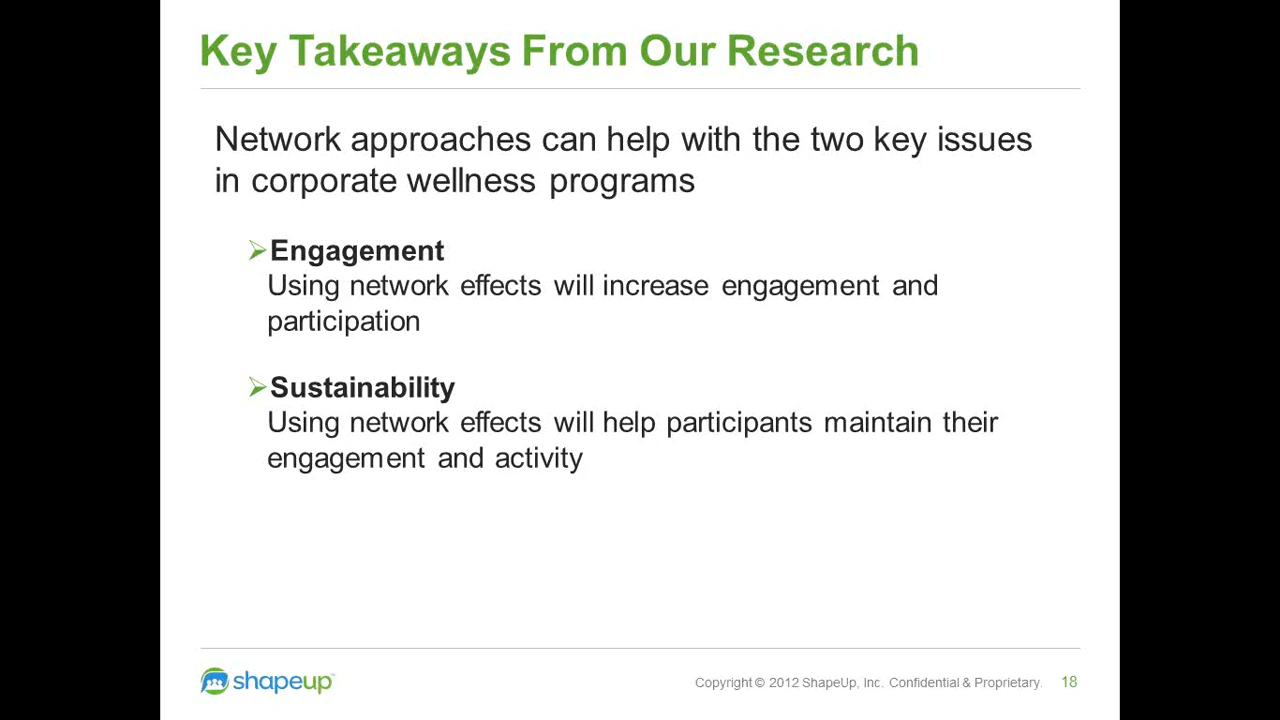 Key Takeaways From Our Research
Network approaches can help with the two key issues
in corporate wellness programs
➢Engagement
Using network effects will increase engagement and
participation
➢Sustainability
Using network effects will help participants maintain their
engagement and activity
shapeup™
Copyright © 2012 ShapeUp, Inc. Confidential & Proprietary.
18